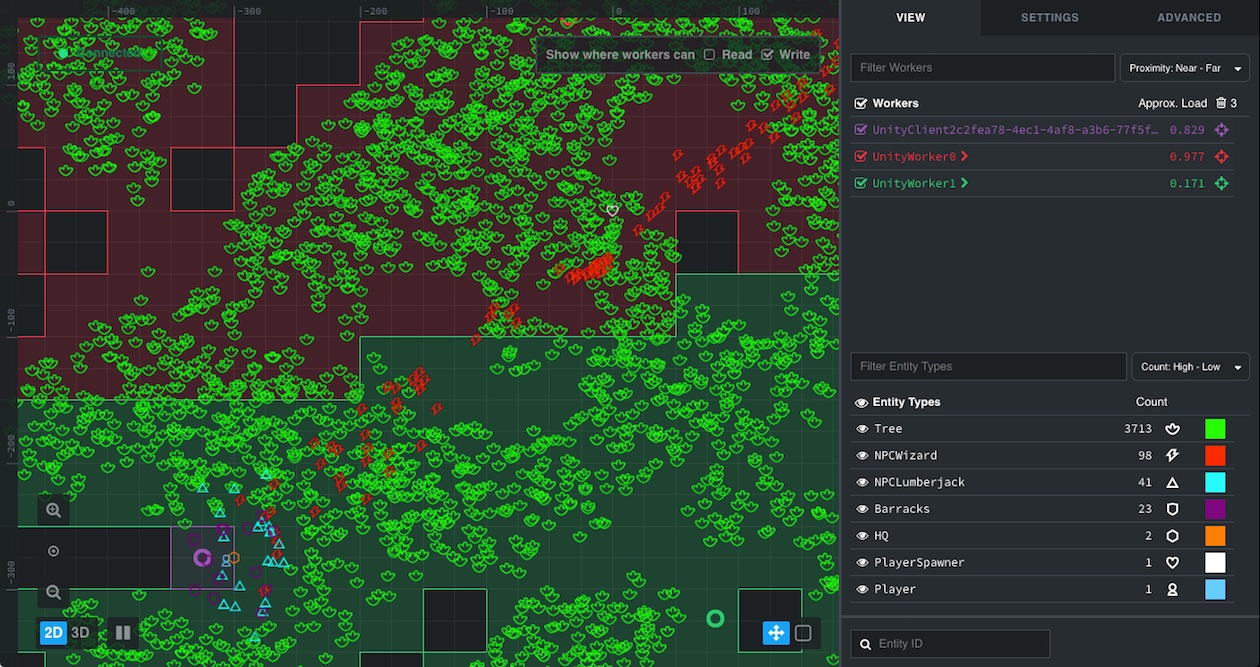 -400 -300 -200 -100 0 100
VIEW SETTINGS ADVANCED
Connected
Show where workers can Read Write
Filter Workers
Proximity: Near - Far
Workers Approx. Load 3
UnityClient2c2fea78-4ec1-4af8-a3b6-77f5f… 0.829
UnityWorker0 0.977
UnityWorker1 0.171
100
0
-100
-200
-300
Filter Entity Types
Count: High - Low
Entity Types Count
Tree 3713
NPCWizard 98
NPCLumberjack 41
Barracks 23
HQ 2
PlayerSpawner 1
Player 1
2D 3D
Entity ID